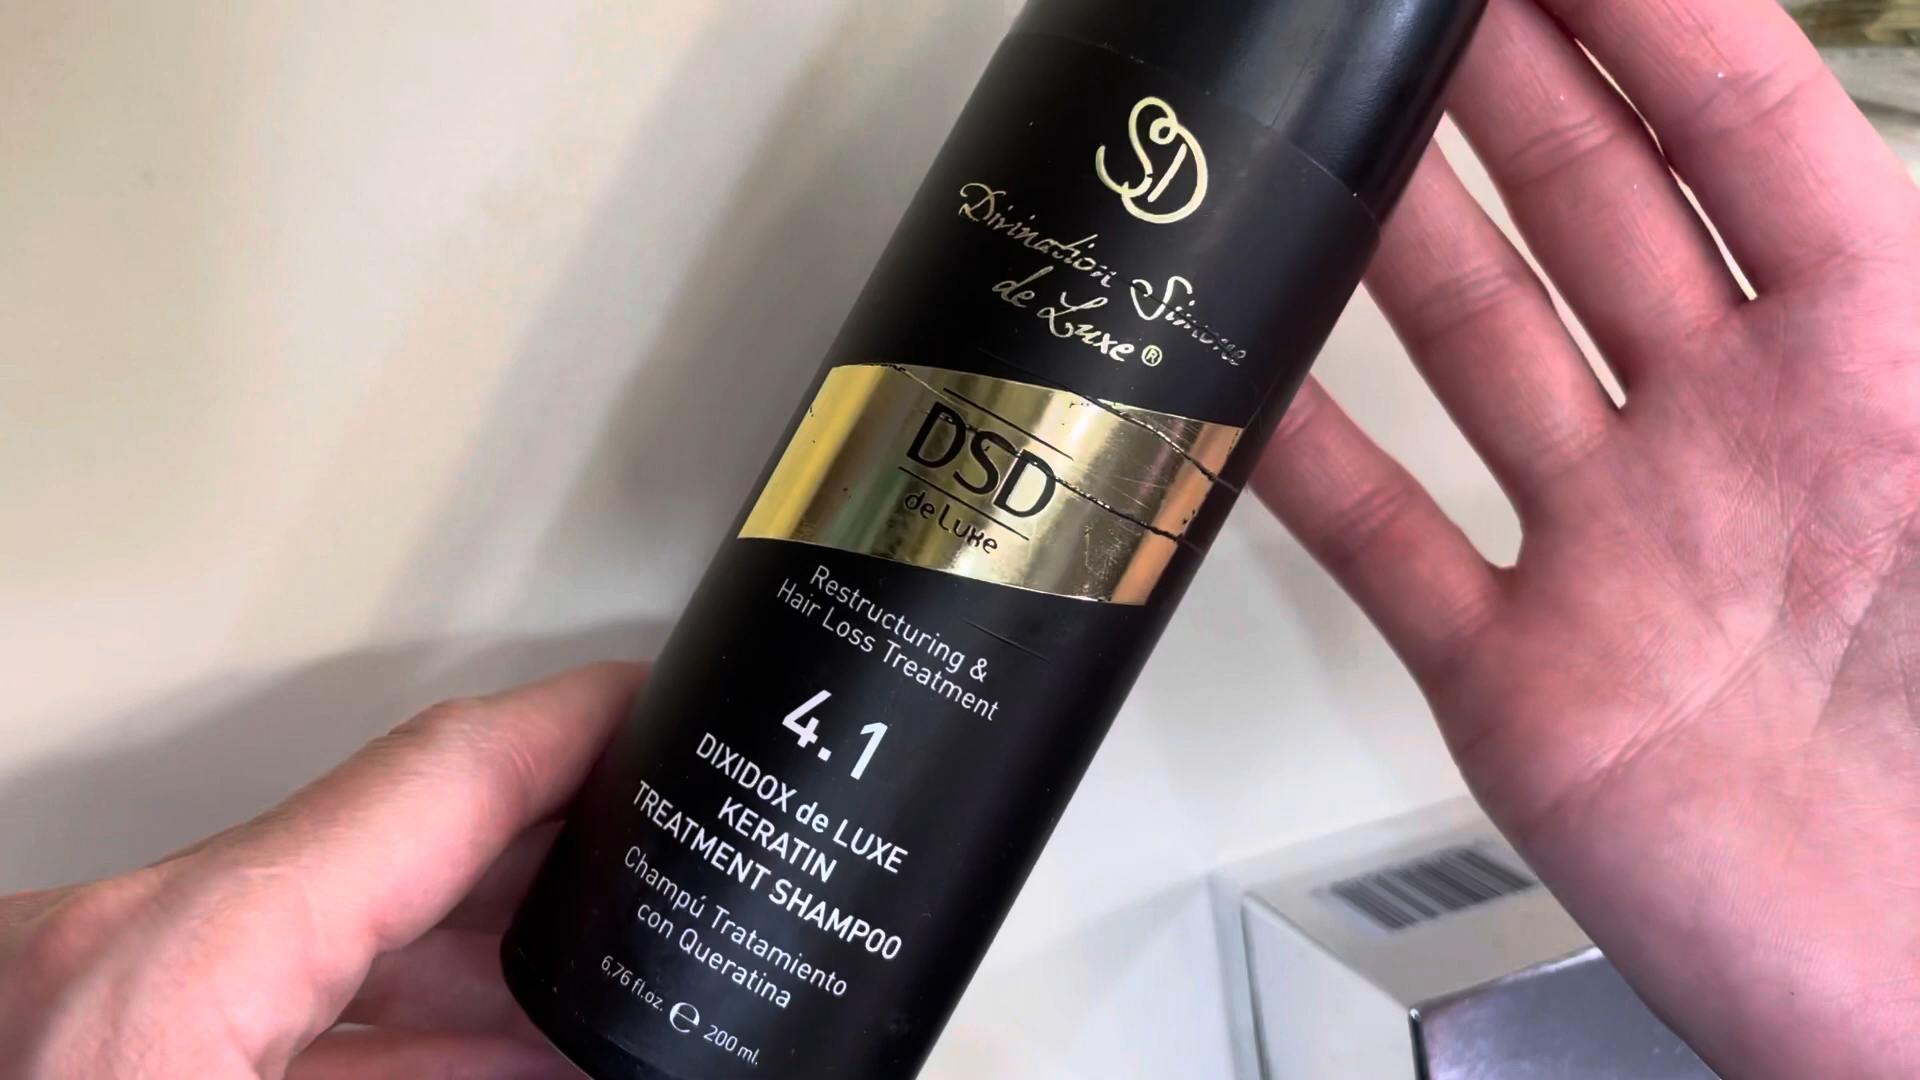 SD
Divination Simone
de Luxe ®
DSD
de Luxe
Restructuring &
Hair Loss Treatment
4.1
DIXIDOX de LUXE
KERATIN
TREATMENT SHAMPOO
Champú Tratamiento
con Queratina
6,76 fl.oz. ℮ 200 ml.